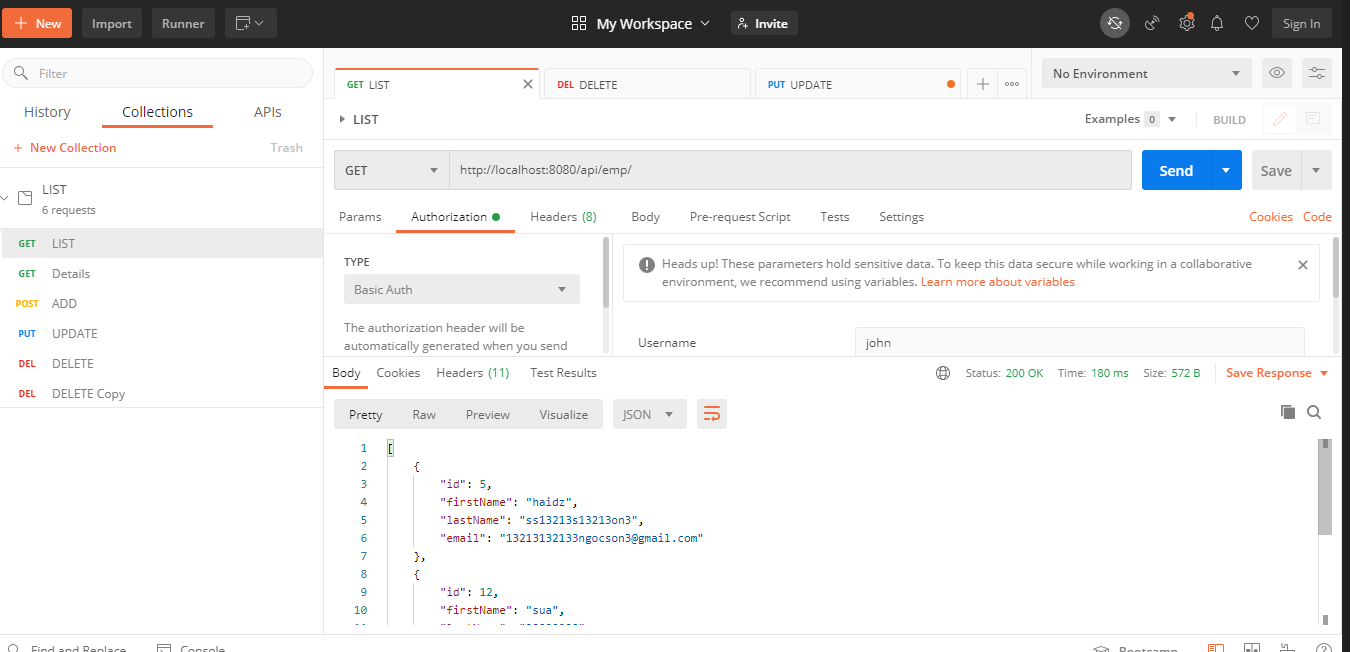 New Import Runner My Workspace Invite Sign In
Filter
History Collections APIs
+ New Collection Trash
LIST
6 requests
GET LIST
GET Details
POST ADD
PUT UPDATE
DEL DELETE
DEL DELETE Copy
GET LIST DEL DELETE PUT UPDATE No Environment
LIST Examples 0 BUILD
GET http://localhost:8080/api/emp/ Send Save
Params Authorization Headers (8) Body Pre-request Script Tests Settings Cookies Code
TYPE
Basic Auth
The authorization header will be
automatically generated when you send
Heads up! These parameters hold sensitive data. To keep this data secure while working in a collaborative
environment, we recommend using variables. Learn more about variables
Username john
Body Cookies Headers (11) Test Results Status: 200 OK Time: 180 ms Size: 572 B Save Response
Pretty Raw Preview Visualize JSON
1 [
2 {
3 "id": 5,
4 "firstName": "haidz",
5 "lastName": "ss13213s13213on3",
6 "email": "13213132133ngocson3@gmail.com"
7 },
8 {
9 "id": 12,
10 "firstName": "sua",
Find and Replace Console Bootcamp